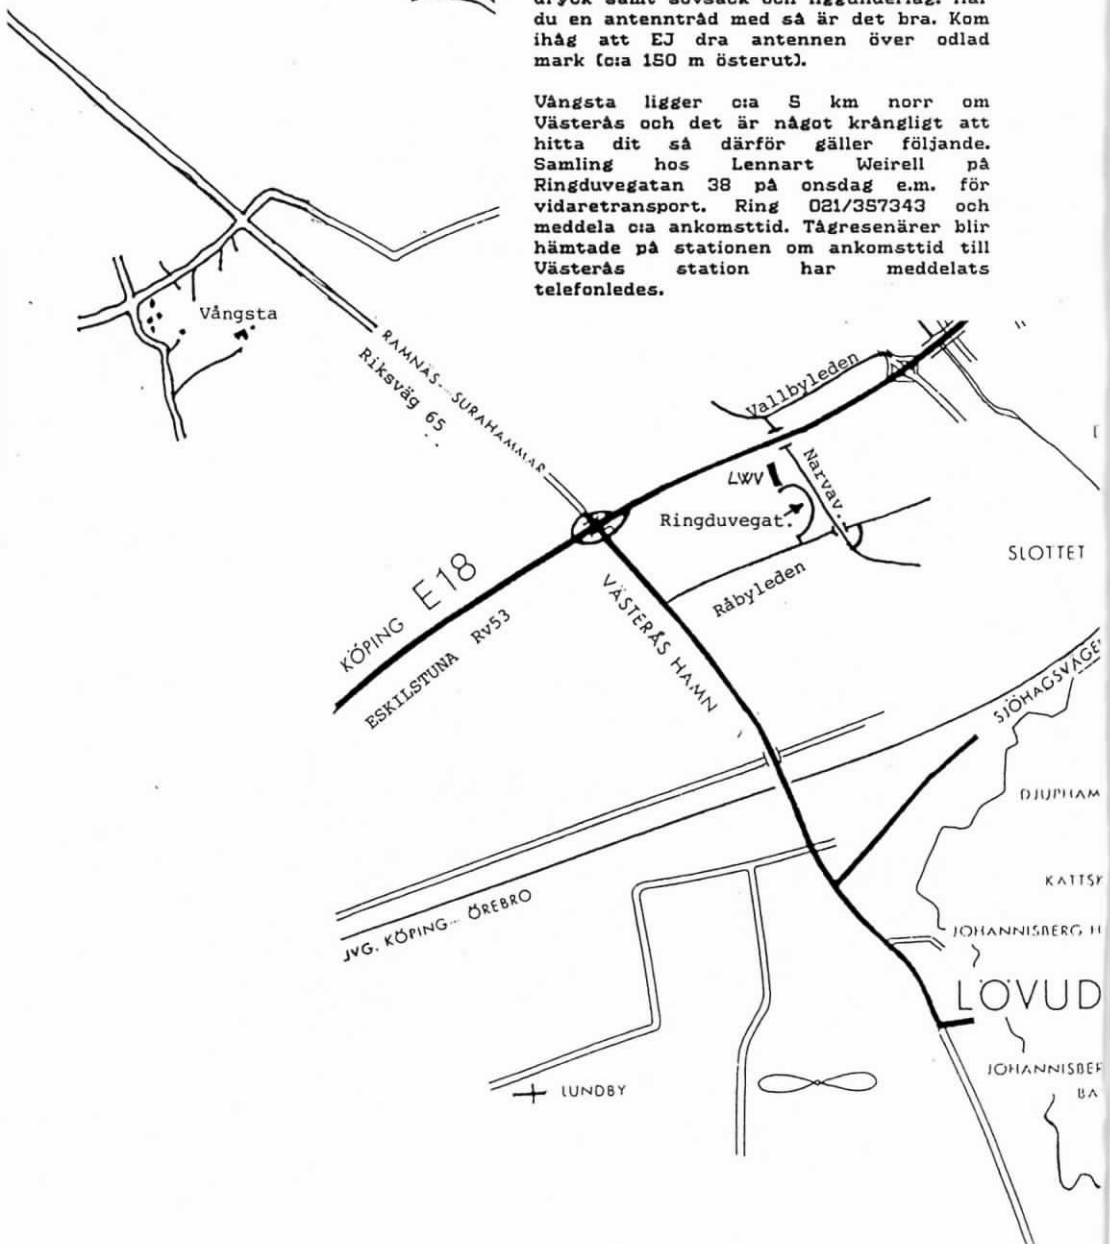 du en antenntråd med så är det bra. Kom
ihåg att EJ dra antennen över odlad
mark (c:a 150 m österut).
Vångsta ligger c:a 5 km norr om
Västerås och det är något krångligt att
hitta dit så därför gäller följande.
Samling hos Lennart Weirell på
Ringduvegatan 38 på onsdag e.m. för
vidaretransport. Ring 021/357343 och
meddela c:a ankomsttid. Tågresenärer blir
hämtade på stationen om ankomsttid till
Västerås station har meddelats
telefonledes.
Vångsta
RAMNÄS - SURAHAMMAR
Riksväg 65
Vallbyleden
LWV
Narvav.
Ringduvegat.
SLOTTET
Råbyleden
KÖPING E18
ESKILSTUNA Rv53
VÄSTERÅS HAMN
SJÖHAGSVÄGE
DJUPHAM
KATTSK
JVG. KÖPING - ÖREBRO
JOHANNISBERG H
LÖVUD
JOHANNISBER
BA
LUNDBY